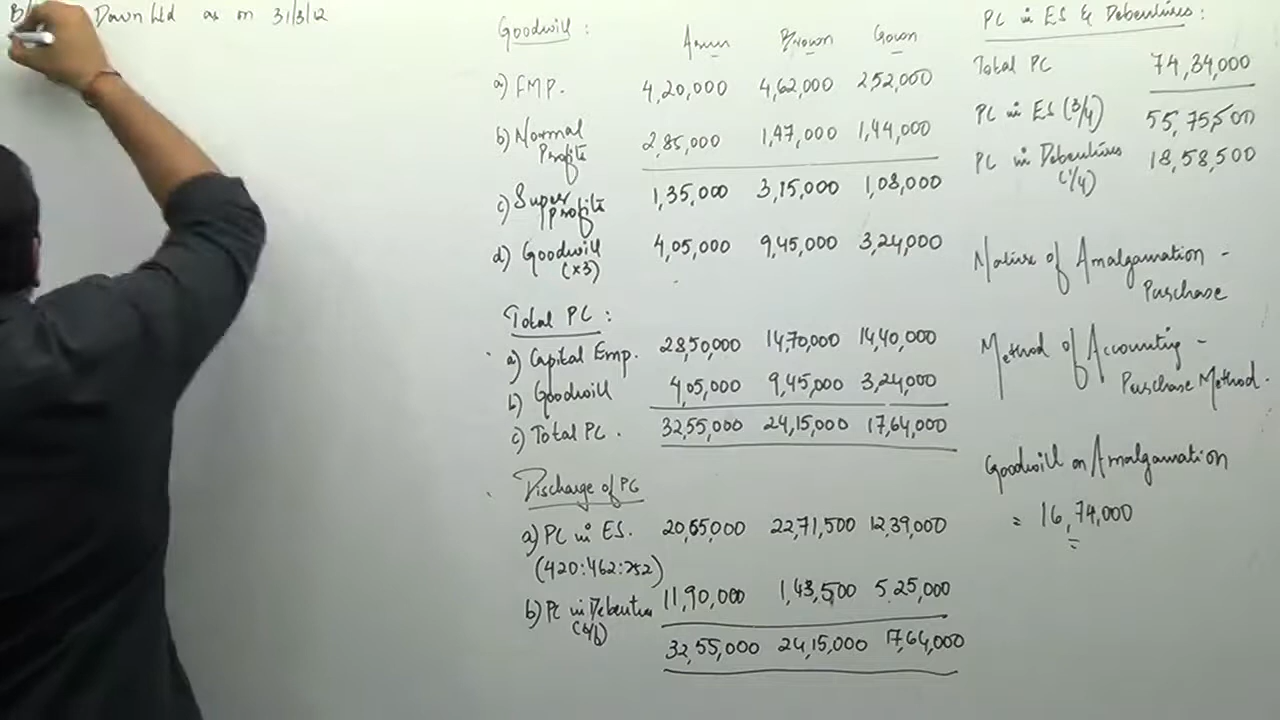 Down Ltd as on 31/3/12
Goodwill :
Brown Gown
a) FMP. 4,20,000 4,62,000 2,52,000
b) Normal Profits 2,85,000 1,47,000 1,44,000
c) Super profits 1,35,000 3,15,000 1,08,000
d) Goodwill (×3) 4,05,000 9,45,000 3,24,000
Total PC :
a) Capital Emp. 28,50,000 14,70,000 14,40,000
b) Goodwill 4,05,000 9,45,000 3,24,000
c) Total PC. 32,55,000 24,15,000 17,64,000
Discharge of PC
a) PC in ES. 20,65,000 22,71,500 12,39,000
(420:462:252)
b) PC in Debentures (b/f) 11,90,000 1,43,500 5,25,000
32,55,000 24,15,000 17,64,000
PC in ES & Debentures :
Total PC 74,34,000
PC in ES (3/4) 55,75,500
PC in Debentures (1/4) 18,58,500
Nature of Amalgamation -
Purchase
Method of Accounting -
Purchase Method.
Goodwill on Amalgamation
= 16,74,000